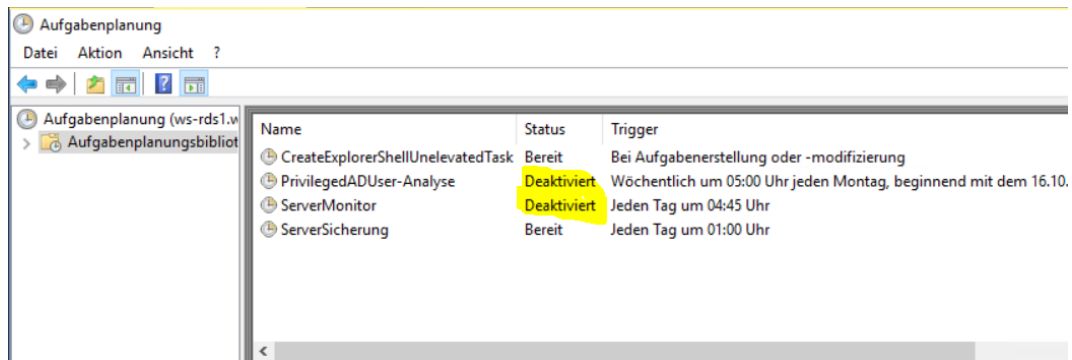 Aufgabenplanung
Datei Aktion Ansicht ?
Aufgabenplanung (ws-rds1.w
Aufgabenplanungsbibliot
Name Status Trigger
CreateExplorerShellUnelevatedTask Bereit Bei Aufgabenerstellung oder -modifizierung
PrivilegedADUser-Analyse Deaktiviert Wöchentlich um 05:00 Uhr jeden Montag, beginnend mit dem 16.10.
ServerMonitor Deaktiviert Jeden Tag um 04:45 Uhr
ServerSicherung Bereit Jeden Tag um 01:00 Uhr